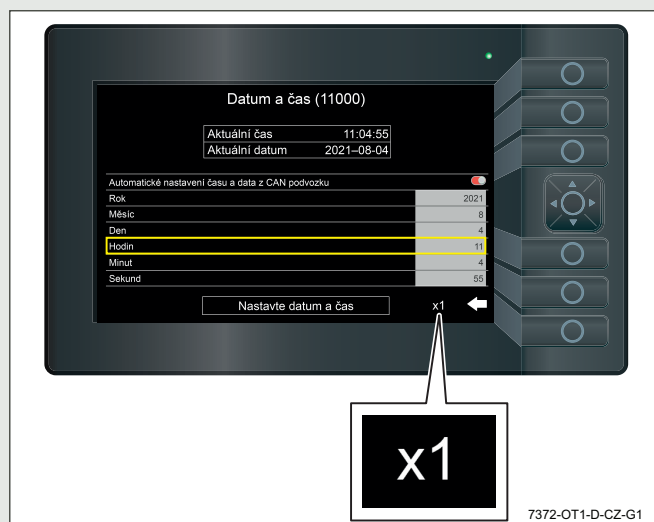 Datum a čas (11000)
Aktuální čas 11:04:55
Aktuální datum 2021–08-04
Automatické nastavení času a data z CAN podvozku
Rok 2021
Měsíc 8
Den 4
Hodin 11
Minut 4
Sekund 55
Nastavte datum a čas x1
x1
7372-OT1-D-CZ-G1